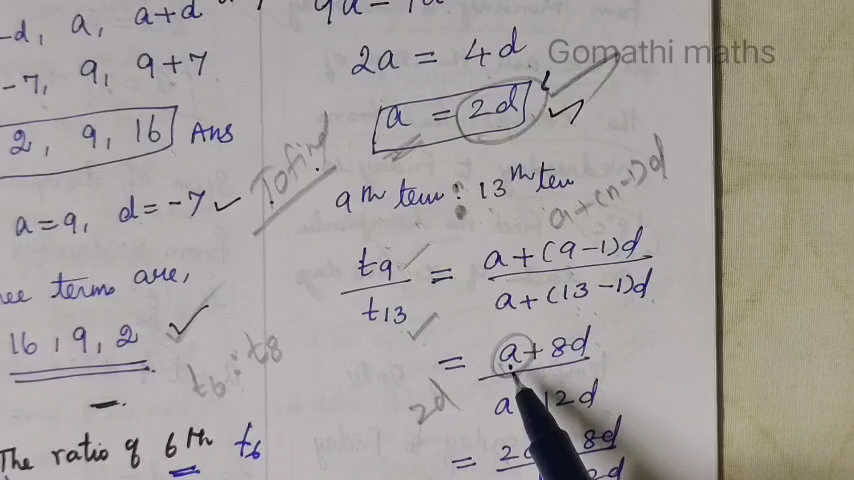 -d, a, a+d
-7, 9, 9+7
2, 9, 16 Ans
a=9, d=-7
terms are,
16, 9, 2
t6 : t8
The ratio of 6th t6
2a = 4d
Gomathi maths
a = 2d
To find
9th term : 13th term
a+(n-1)d
t9/t13 = a+(9-1)d / a+(13-1)d
= a+8d / a+12d
2d